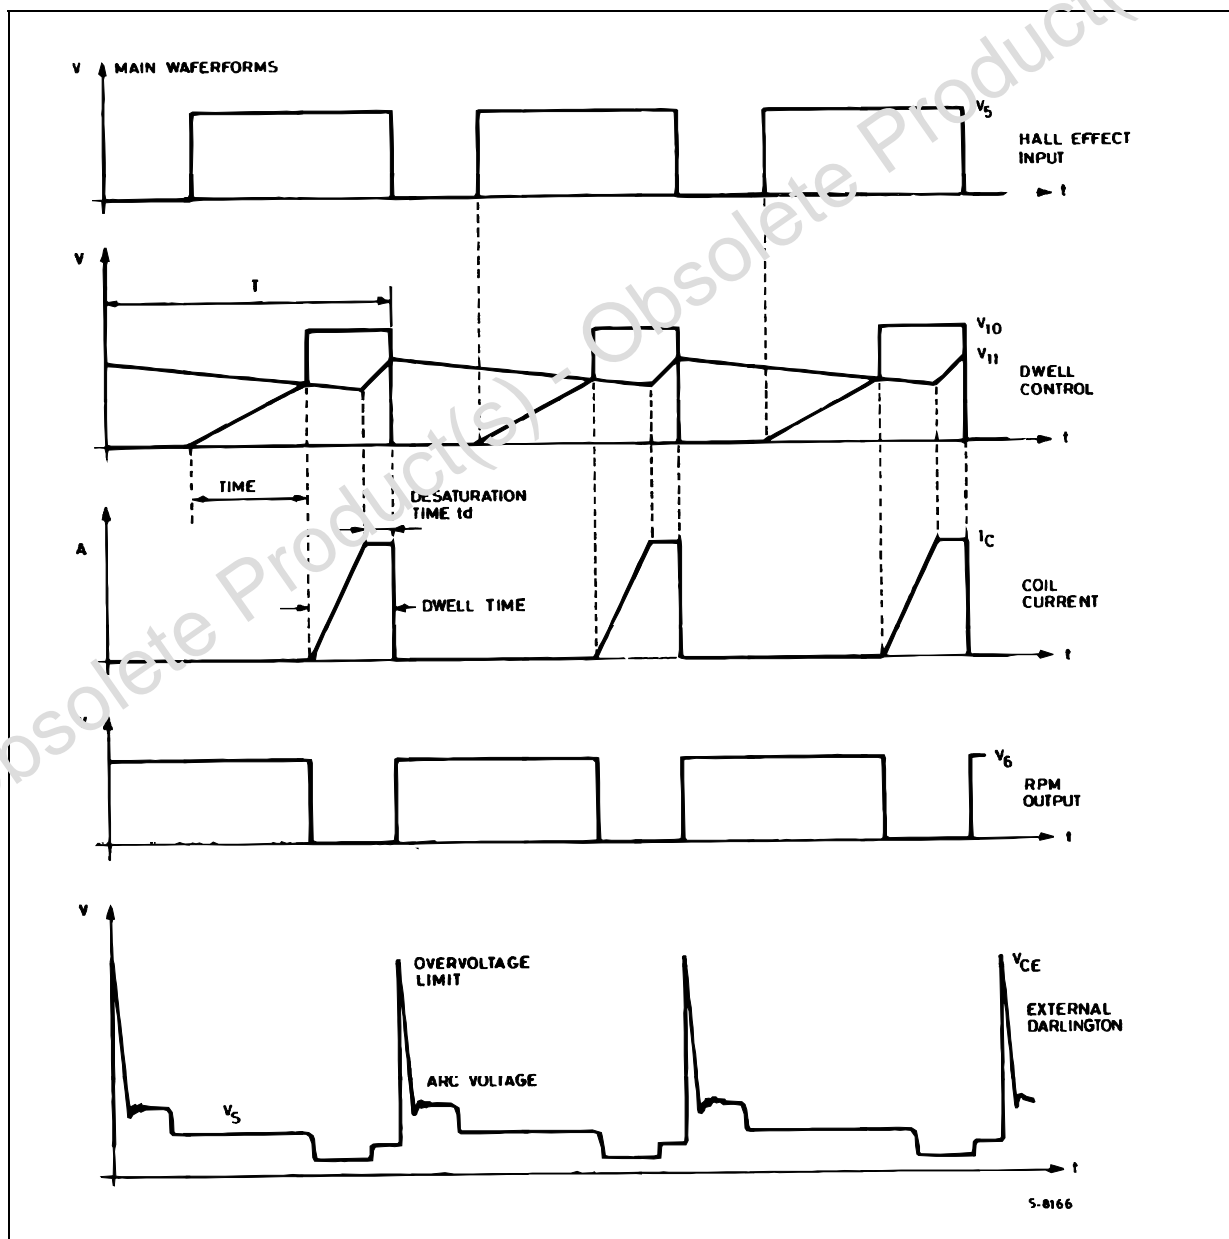 V MAIN WAFERFORMS
V5
HALL EFFECT
INPUT
t
V
T
V10
V11
DWELL
CONTROL
t
TIME
DESATURATION
TIME td
A
IC
DWELL TIME
COIL
CURRENT
t
V
V6
RPM
OUTPUT
t
V
OVERVOLTAGE
LIMIT
VCE
EXTERNAL
DARLINGTON
ARC VOLTAGE
VS
t
S-8166
Obsolete Product(s) - Obsolete Product(